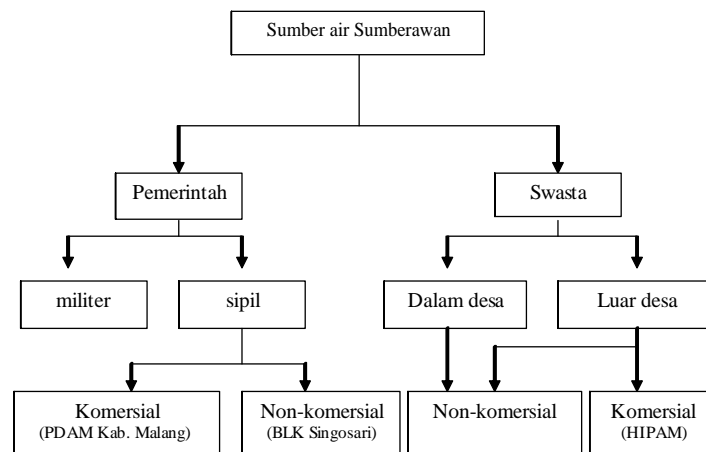 Sumber air Sumberawan
Pemerintah
Swasta
militer
sipil
Dalam desa
Luar desa
Komersial
(PDAM Kab. Malang)
Non-komersial
(BLK Singosari)
Non-komersial
Komersial
(HIPAM)